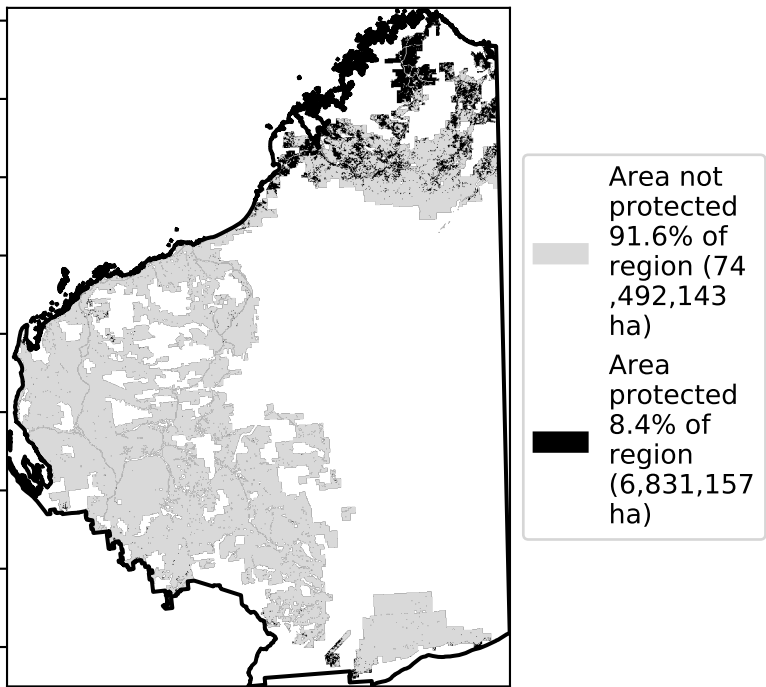 Area not
protected
91.6% of
region (74
,492,143
ha)
Area
protected
8.4% of
region
(6,831,157
ha)